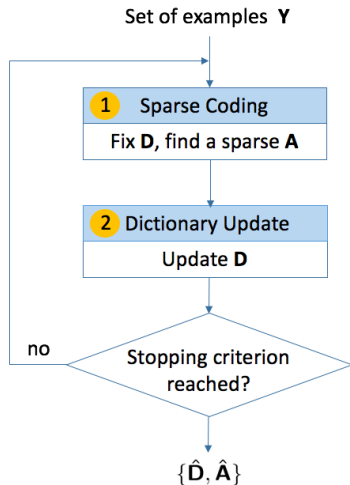 Set of examples Y
1 Sparse Coding
Fix D, find a sparse A
2 Dictionary Update
Update D
no
Stopping criterion
reached?
{D̂, Â}